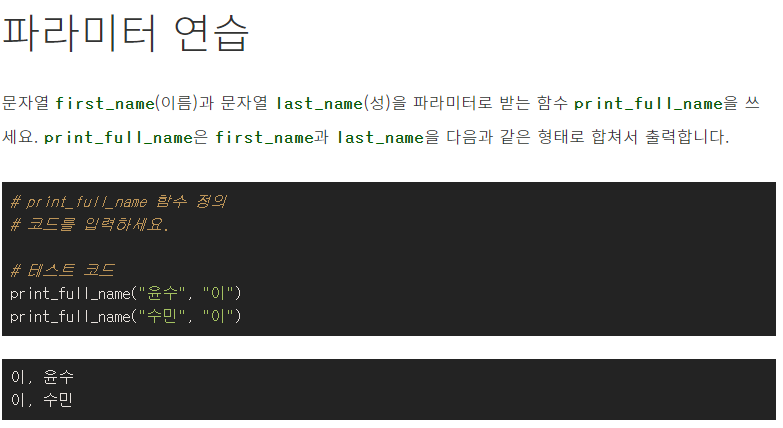 파라미터 연습
문자열 first_name(이름)과 문자열 last_name(성)을 파라미터로 받는 함수 print_full_name을 쓰
세요. print_full_name은 first_name과 last_name을 다음과 같은 형태로 합쳐서 출력합니다.
# print_full_name 함수 정의
# 코드를 입력하세요.
# 테스트 코드
print_full_name("윤수", "이")
print_full_name("수민", "이")
이, 윤수
이, 수민